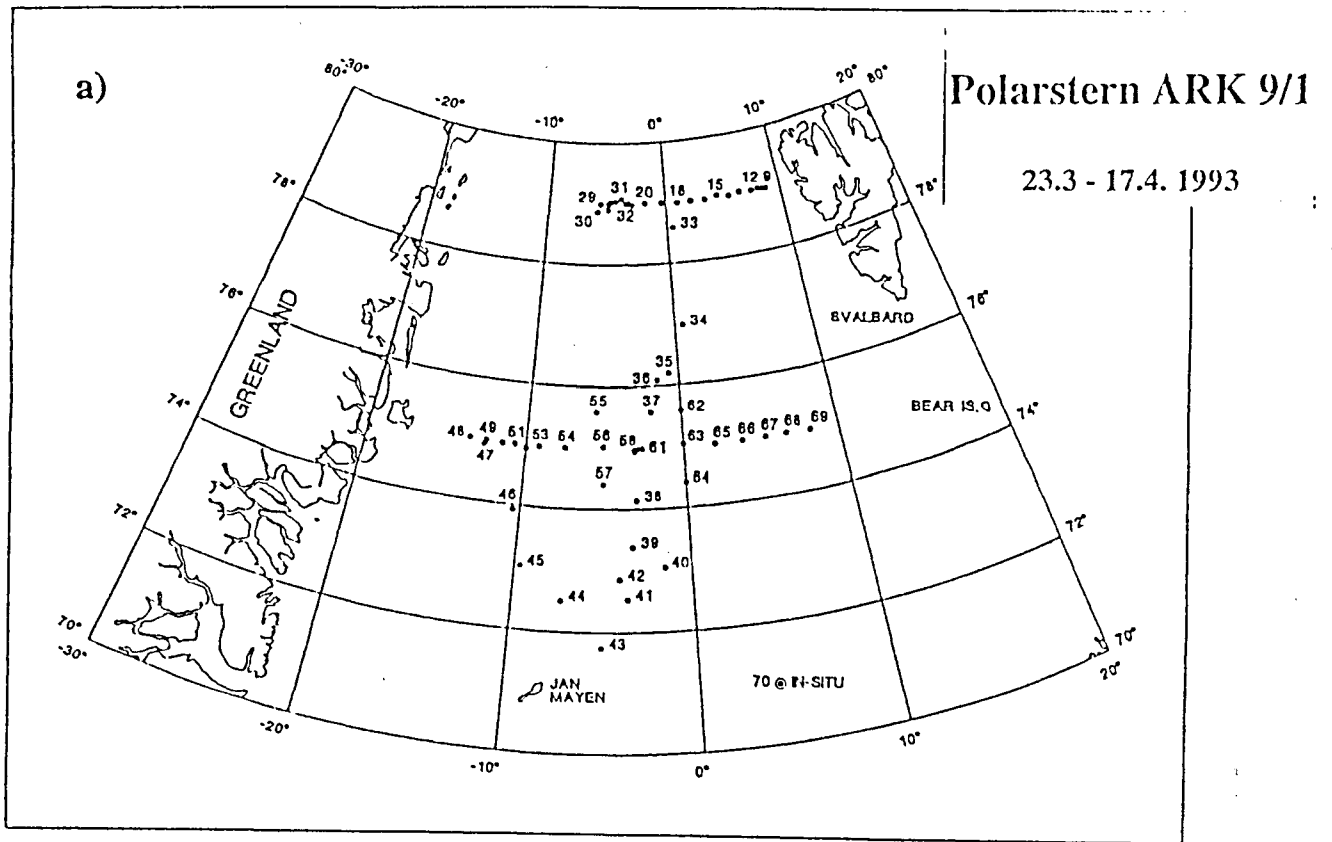 a)
Polarstern ARK 9/1
23.3 - 17.4. 1993
80° -30°
-20°
-10°
0°
10°
20° 80°
78°
29 31 20 18 15 12 9
30 32 33
78°
76°
34
SVALBARD
76°
GREENLAND
35
36
74°
55 37 62
BEAR IS.
74°
48 49 51 53 54 56 58 61 63 65 66 67 68 69
47
57 64
46 38
72°
39
72°
45 42 40
44 41
70°
-30°
43
JAN
MAYEN
70 @ IN-SITU
70°
20°
-20°
-10°
0°
10°